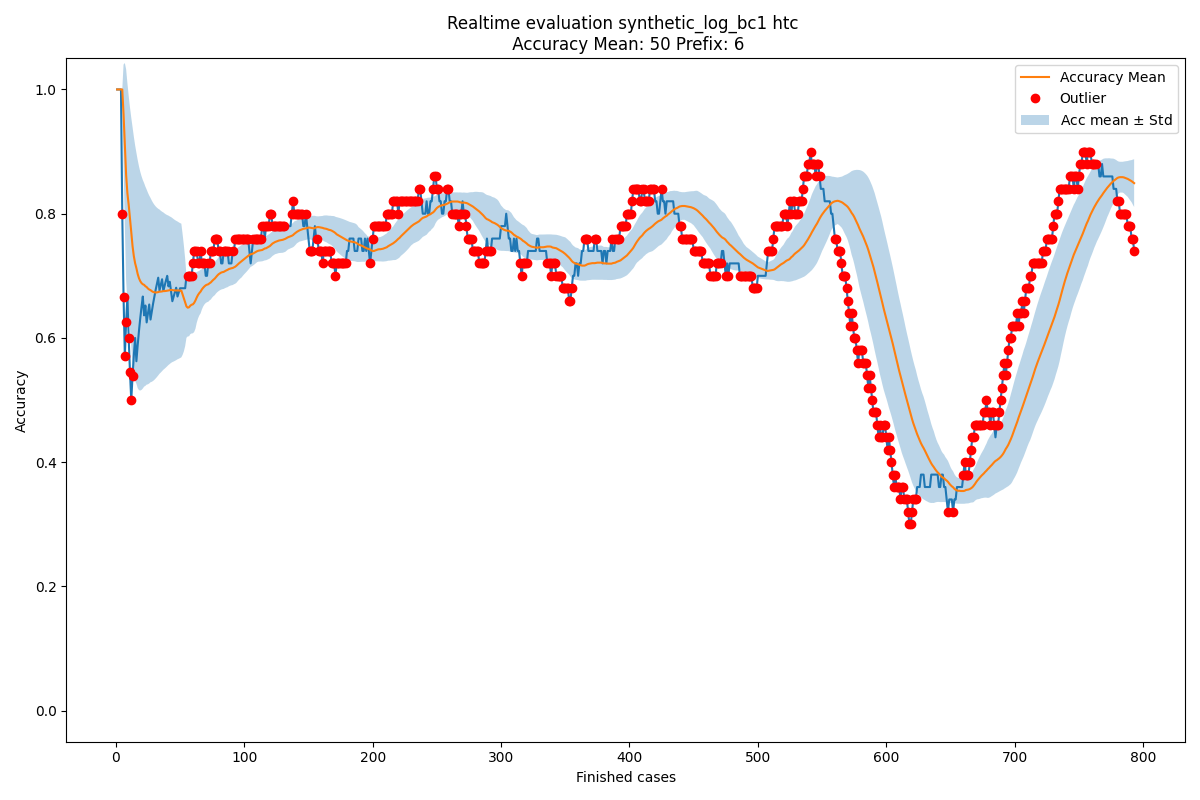 Realtime evaluation synthetic_log_bc1 htc
Accuracy Mean: 50 Prefix: 6
Accuracy Mean
Outlier
Acc mean ± Std
1.0
0.8
0.6
0.4
0.2
0.0
Accuracy
0 100 200 300 400 500 600 700 800
Finished cases